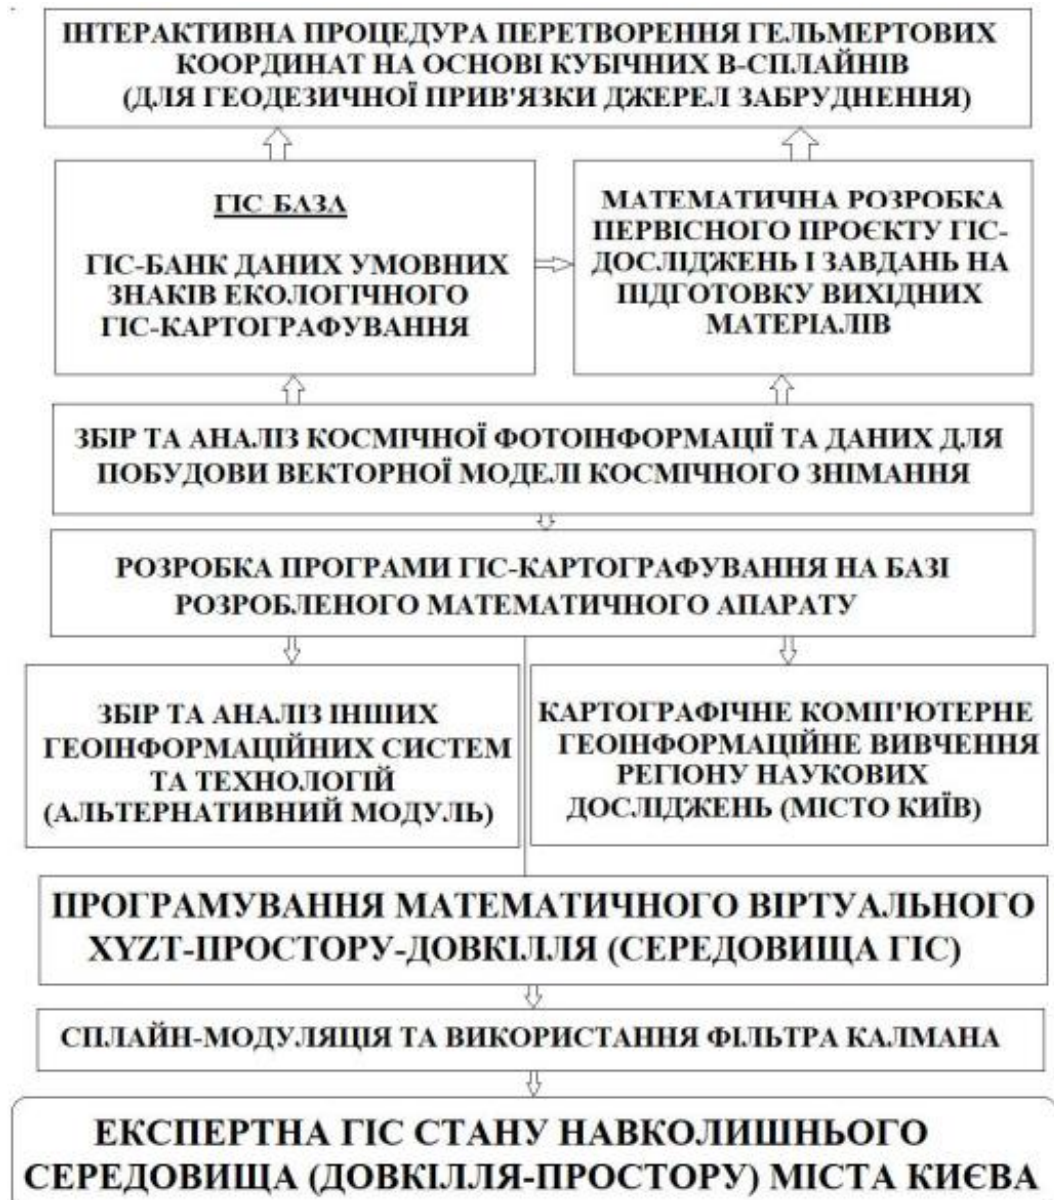 ІНТЕРАКТИВНА ПРОЦЕДУРА ПЕРЕТВОРЕННЯ ГЕЛЬМЕРТОВИХ
КООРДИНАТ НА ОСНОВІ КУБІЧНИХ В-СПЛАЙНІВ
(ДЛЯ ГЕОДЕЗИЧНОЇ ПРИВ'ЯЗКИ ДЖЕРЕЛ ЗАБРУДНЕННЯ)
ГІС БАЗА
ГІС-БАНК ДАНИХ УМОВНИХ
ЗНАКІВ ЕКОЛОГІЧНОГО
ГІС-КАРТОГРАФУВАННЯ
МАТЕМАТИЧНА РОЗРОБКА
ПЕРВІСНОГО ПРОЄКТУ ГІС-
ДОСЛІДЖЕНЬ І ЗАВДАНЬ НА
ПІДГОТОВКУ ВИХІДНИХ
МАТЕРІАЛІВ
ЗБІР ТА АНАЛІЗ КОСМІЧНОЇ ФОТОІНФОРМАЦІЇ ТА ДАНИХ ДЛЯ
ПОБУДОВИ ВЕКТОРНОЇ МОДЕЛІ КОСМІЧНОГО ЗНІМАННЯ
РОЗРОБКА ПРОГРАМИ ГІС-КАРТОГРАФУВАННЯ НА БАЗІ
РОЗРОБЛЕНОГО МАТЕМАТИЧНОГО АПАРАТУ
ЗБІР ТА АНАЛІЗ ІНШИХ
ГЕОІНФОРМАЦІЙНИХ СИСТЕМ
ТА ТЕХНОЛОГІЙ
(АЛЬТЕРНАТИВНИЙ МОДУЛЬ)
КАРТОГРАФІЧНЕ КОМП'ЮТЕРНЕ
ГЕОІНФОРМАЦІЙНЕ ВИВЧЕННЯ
РЕГІОНУ НАУКОВИХ
ДОСЛІДЖЕНЬ (МІСТО КИЇВ)
ПРОГРАМУВАННЯ МАТЕМАТИЧНОГО ВІРТУАЛЬНОГО
XYZT-ПРОСТОРУ-ДОВКІЛЛЯ (СЕРЕДОВИЩА ГІС)
СПЛАЙН-МОДУЛЯЦІЯ ТА ВИКОРИСТАННЯ ФІЛЬТРА КАЛМАНА
ЕКСПЕРТНА ГІС СТАНУ НАВКОЛИШНЬОГО
СЕРЕДОВИЩА (ДОВКІЛЛЯ-ПРОСТОРУ) МІСТА КИЄВА